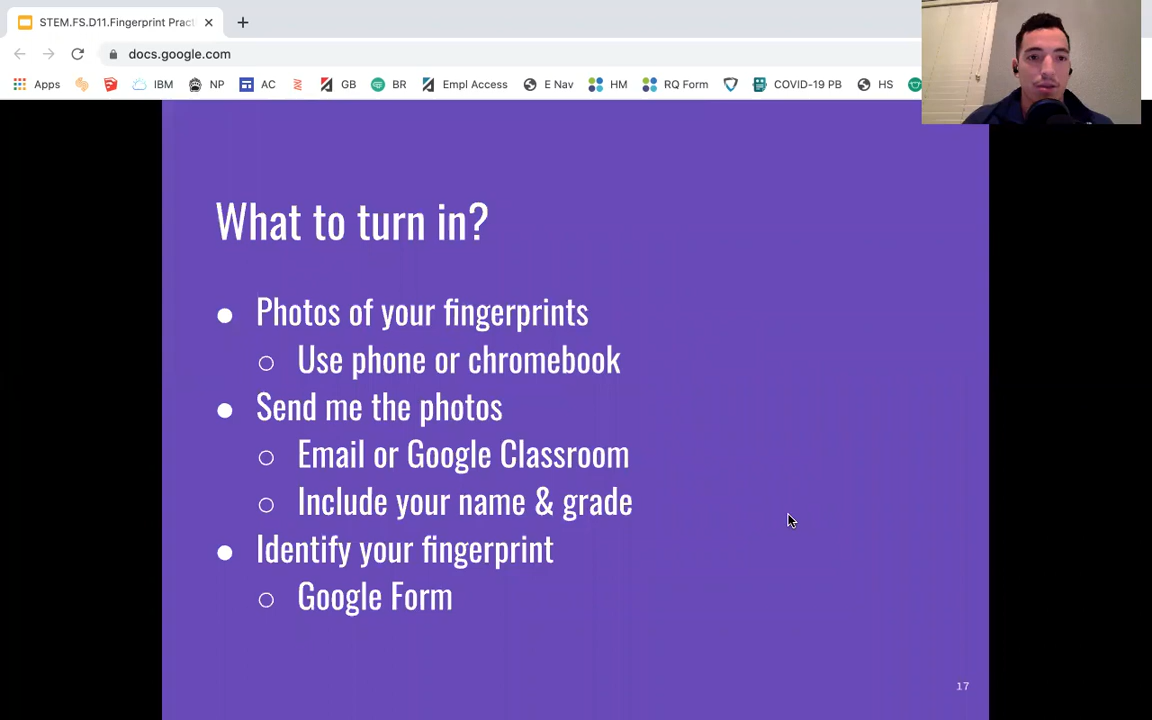 STEM.FS.D11.Fingerprint Pract
docs.google.com
Apps IBM NP AC GB BR Empl Access E Nav HM RQ Form COVID-19 PB HS
What to turn in?
● Photos of your fingerprints
○ Use phone or chromebook
● Send me the photos
○ Email or Google Classroom
○ Include your name & grade
● Identify your fingerprint
○ Google Form
17